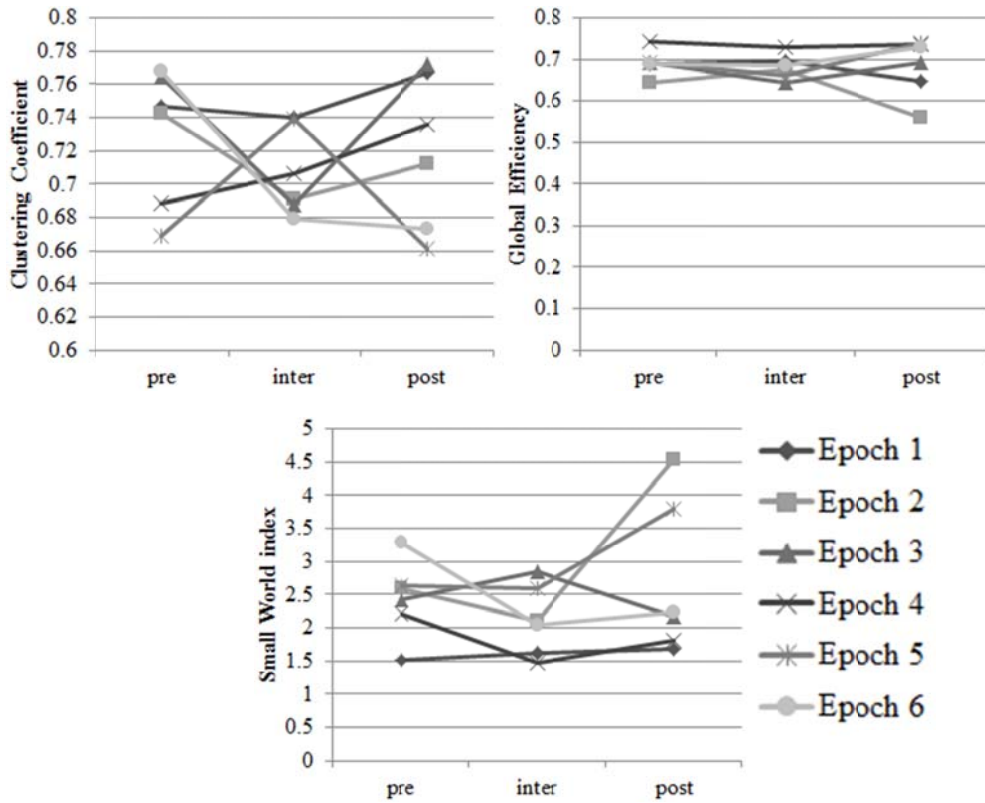 Clustering Coefficient
0.8
0.78
0.76
0.74
0.72
0.7
0.68
0.66
0.64
0.62
0.6
pre inter post
Global Efficiency
0.8
0.7
0.6
0.5
0.4
0.3
0.2
0.1
0
pre inter post
Small World index
5
4.5
4
3.5
3
2.5
2
1.5
1
0.5
0
pre inter post
Epoch 1
Epoch 2
Epoch 3
Epoch 4
Epoch 5
Epoch 6